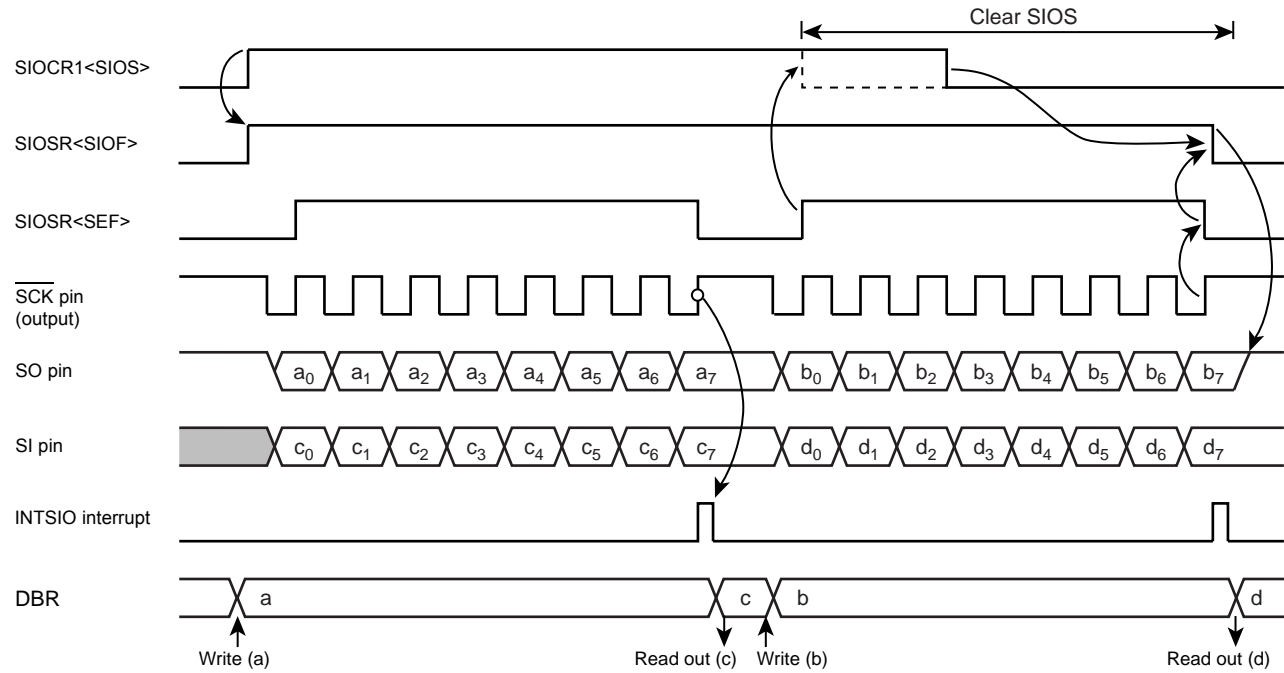 Clear SIOS
SIOCR1<SIOS>
SIOSR<SIOF>
SIOSR<SEF>
SCK pin
(output)
SO pin
a0 a1 a2 a3 a4 a5 a6 a7 b0 b1 b2 b3 b4 b5 b6 b7
SI pin
c0 c1 c2 c3 c4 c5 c6 c7 d0 d1 d2 d3 d4 d5 d6 d7
INTSIO interrupt
DBR
a c b d
Write (a) Read out (c) Write (b) Read out (d)